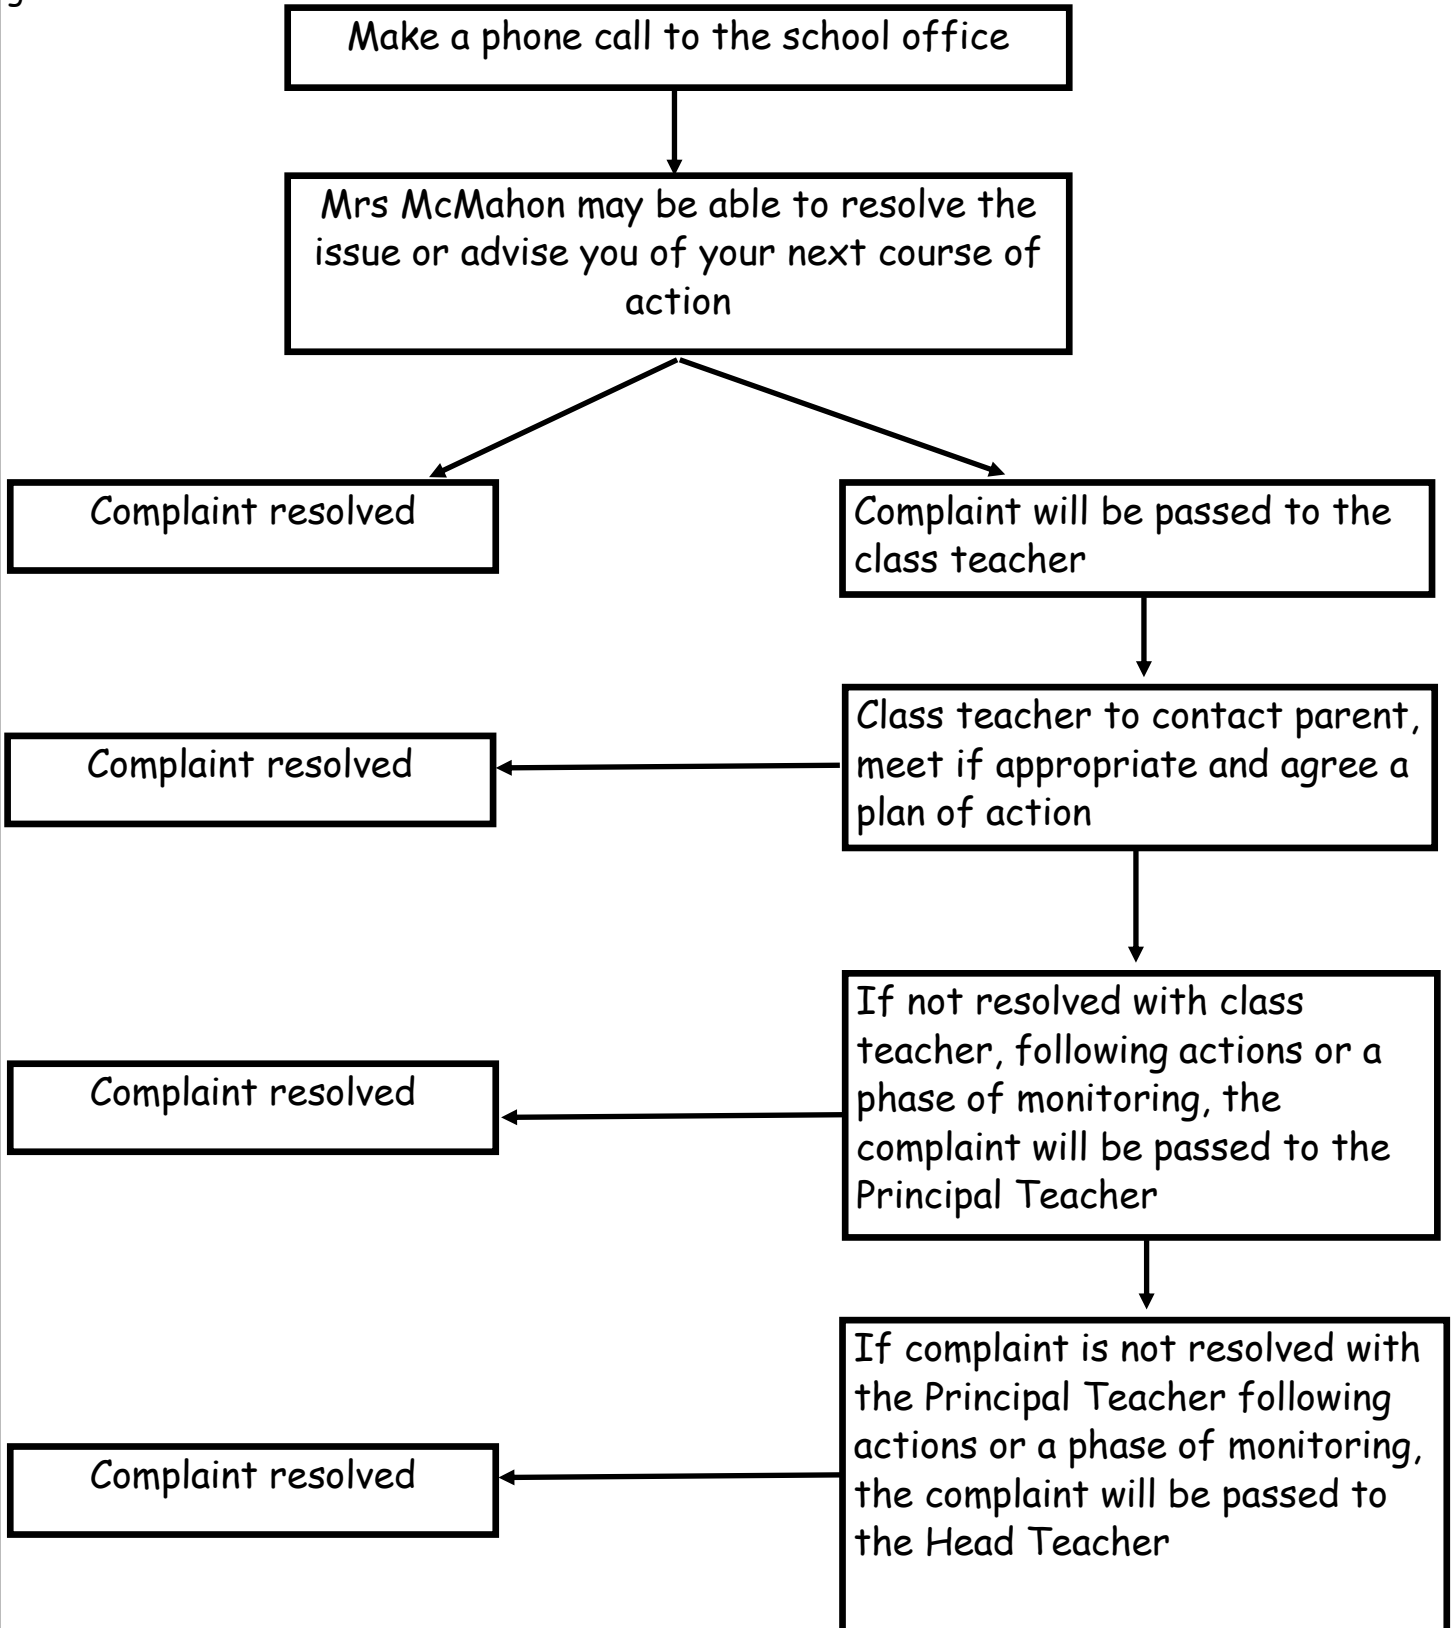 Make a phone call to the school office
Mrs McMahon may be able to resolve the
issue or advise you of your next course of
action
Complaint resolved
Complaint will be passed to the
class teacher
Class teacher to contact parent,
meet if appropriate and agree a
plan of action
Complaint resolved
If not resolved with class
teacher, following actions or a
phase of monitoring, the
complaint will be passed to the
Principal Teacher
Complaint resolved
If complaint is not resolved with
the Principal Teacher following
actions or a phase of monitoring,
the complaint will be passed to
the Head Teacher
Complaint resolved